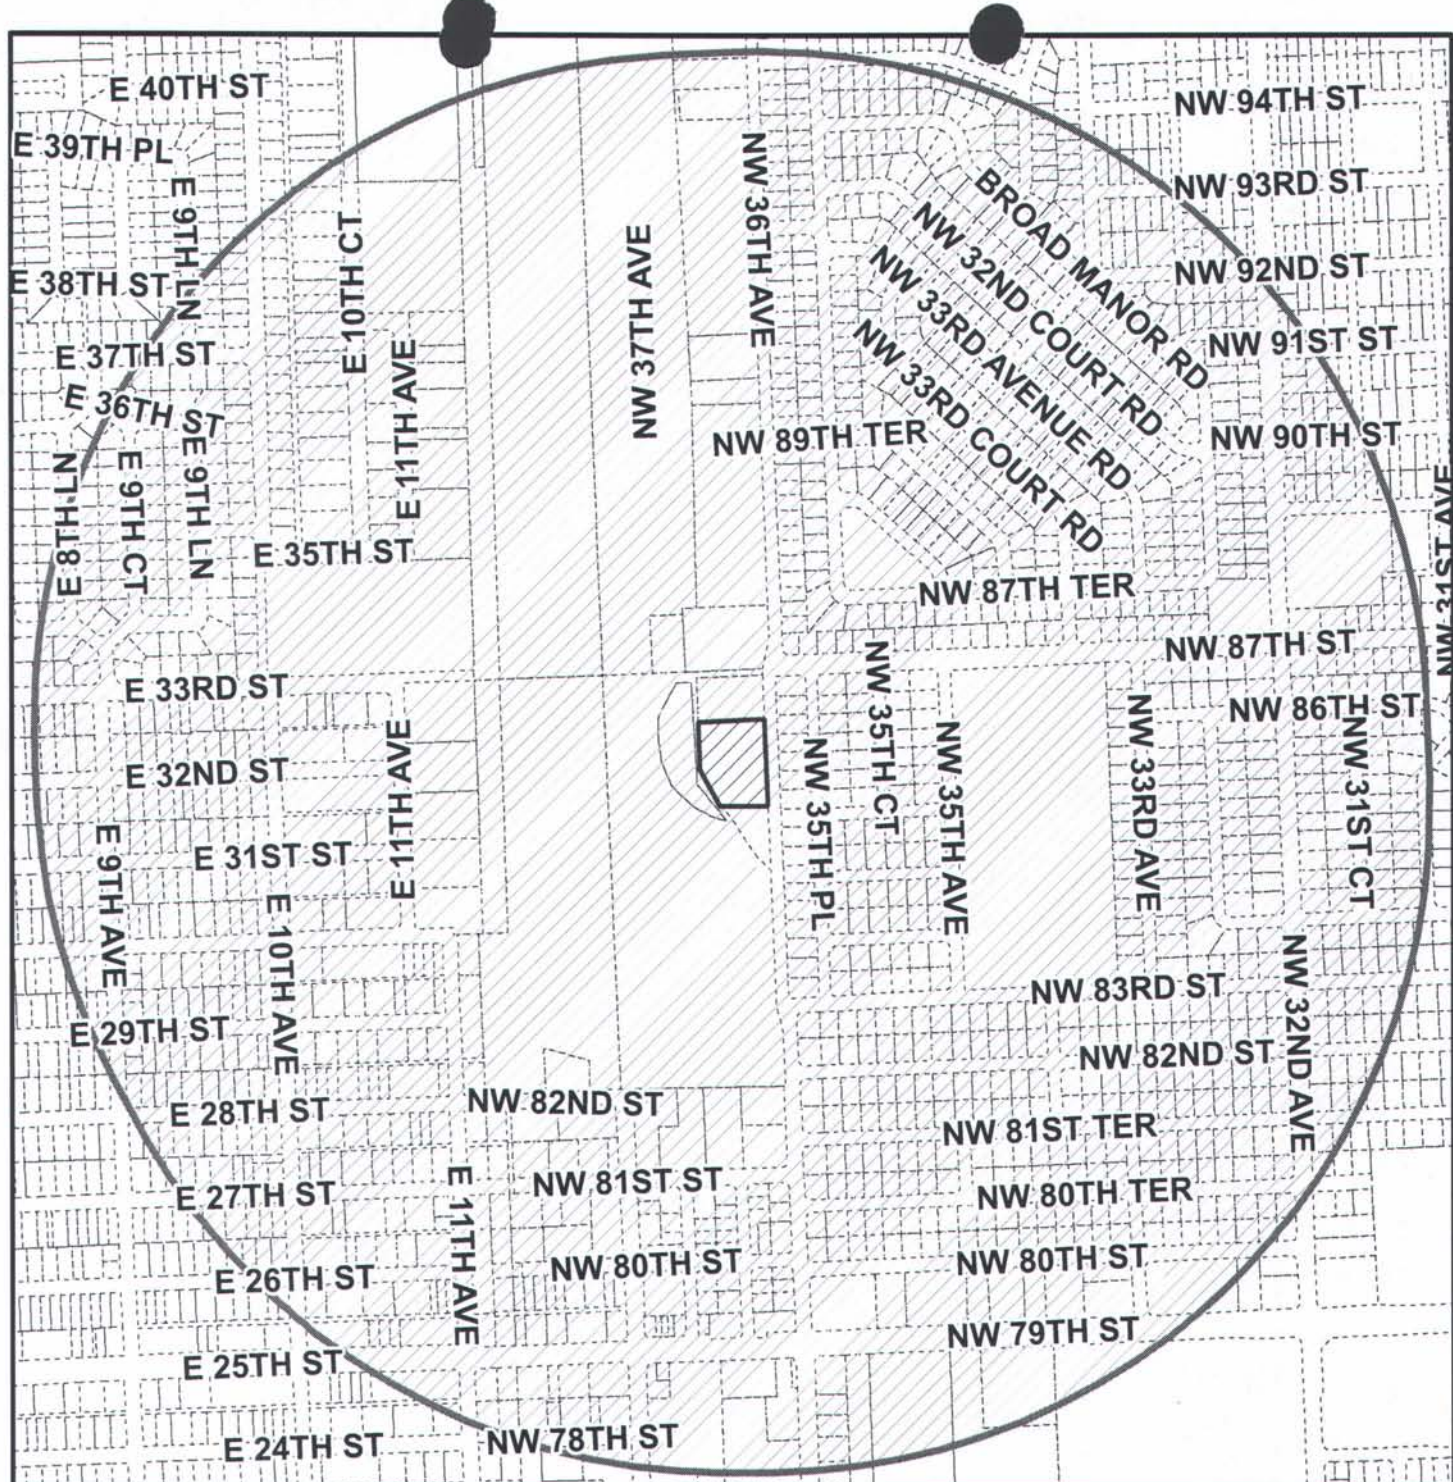 E 40TH ST
NW 94TH ST
E 39TH PL
NW 93RD ST
E 9TH LN
NW 36TH AVE
BROAD MANOR RD
E 10TH CT
NW 37TH AVE
NW 32ND COURT RD
NW 92ND ST
E 38TH ST
NW 33RD AVENUE RD
NW 91ST ST
E 37TH ST
NW 33RD COURT RD
E 11TH AVE
E 36TH ST
NW 89TH TER
NW 90TH ST
E 8TH LN
E 9TH CT
E 9TH LN
NW 31ST AVE
E 35TH ST
NW 87TH TER
NW 87TH ST
E 33RD ST
NW 35TH CT
NW 86TH ST
E 32ND ST
E 11TH AVE
NW 35TH PL
NW 35TH AVE
NW 33RD AVE
NW 31ST CT
E 31ST ST
E 9TH AVE
E 10TH AVE
NW 83RD ST
NW 32ND AVE
E 29TH ST
NW 82ND ST
E 28TH ST
NW 82ND ST
NW 81ST TER
E 27TH ST
E 11TH AVE
NW 81ST ST
NW 80TH TER
E 26TH ST
NW 80TH ST
NW 80TH ST
E 25TH ST
NW 79TH ST
E 24TH ST
NW 78TH ST